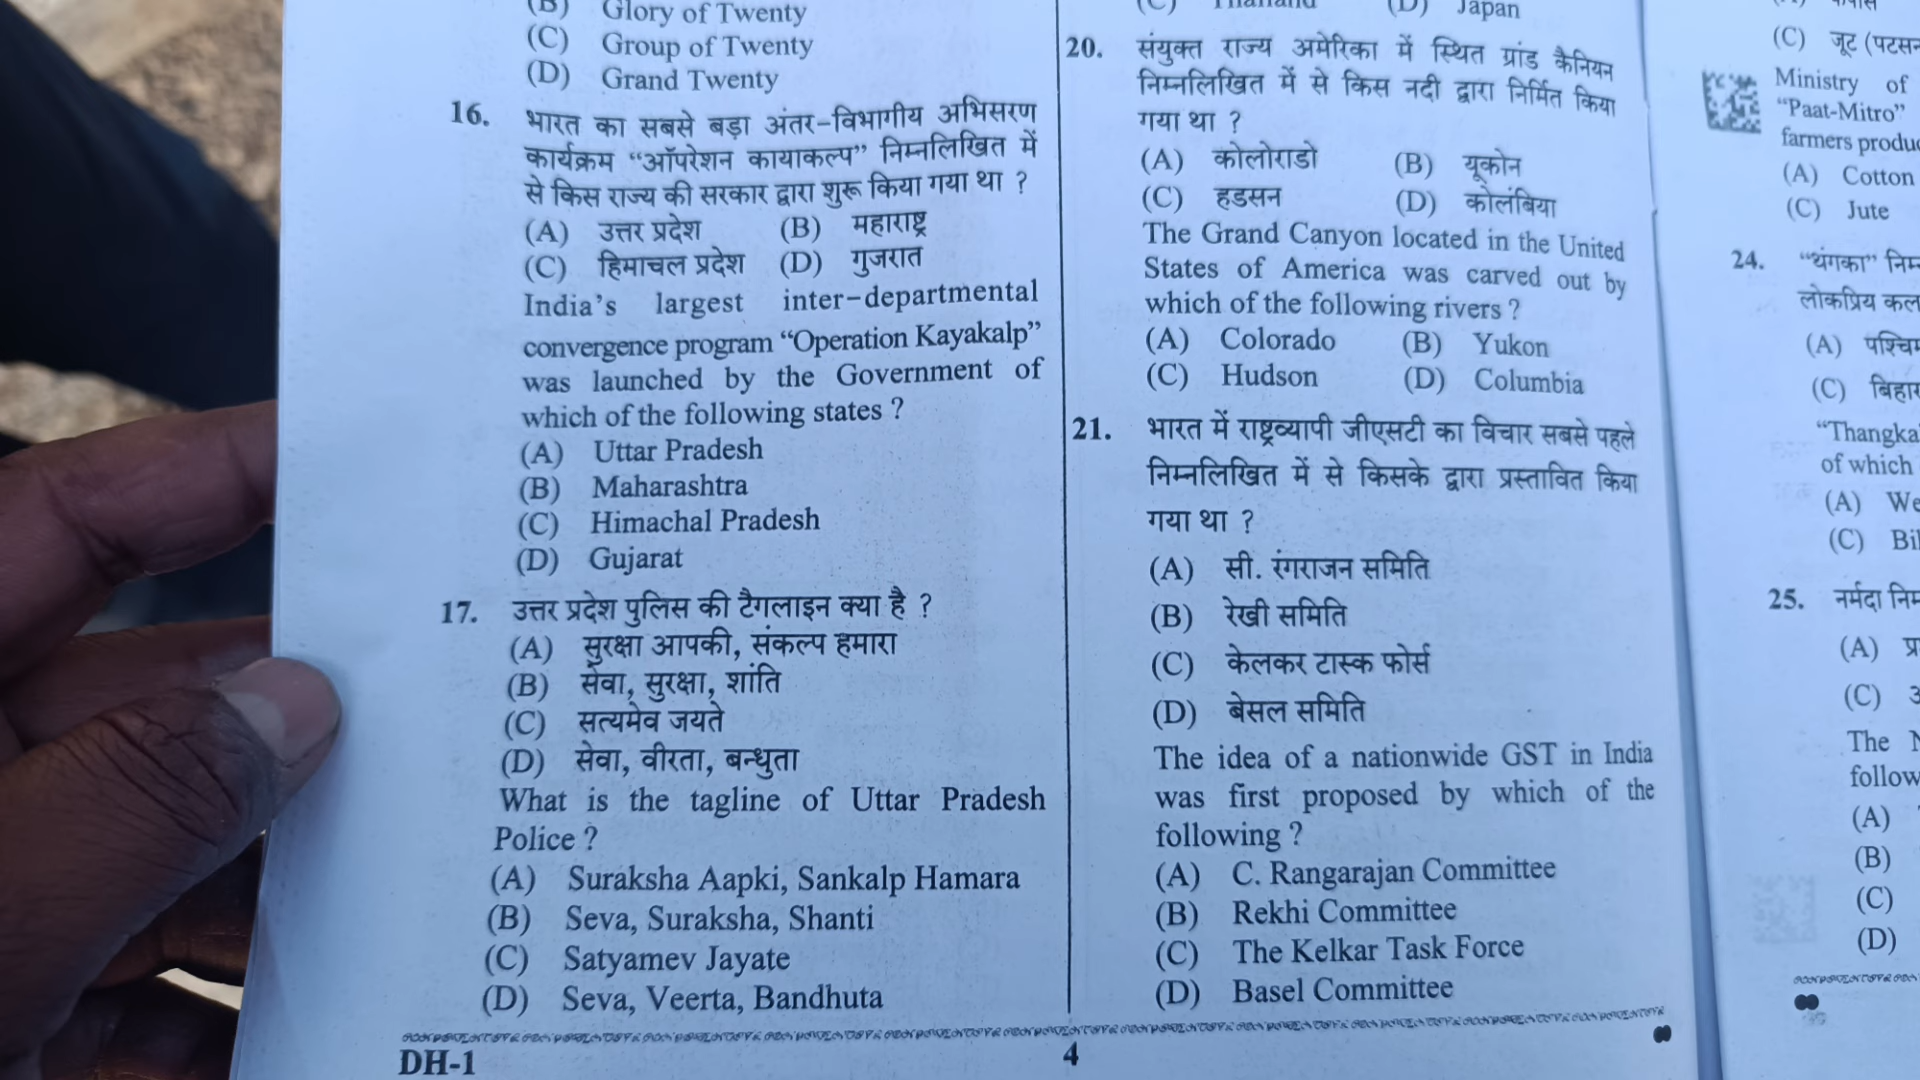 (B) Glory of Twenty
(C) Group of Twenty
(D) Grand Twenty
16. भारत का सबसे बड़ा अंतर-विभागीय अभिसरण
कार्यक्रम “ऑपरेशन कायाकल्प” निम्नलिखित में
से किस राज्य की सरकार द्वारा शुरू किया गया था ?
(A) उत्तर प्रदेश (B) महाराष्ट्र
(C) हिमाचल प्रदेश (D) गुजरात
India’s largest inter-departmental
convergence program “Operation Kayakalp”
was launched by the Government of
which of the following states ?
(A) Uttar Pradesh
(B) Maharashtra
(C) Himachal Pradesh
(D) Gujarat
17. उत्तर प्रदेश पुलिस की टैगलाइन क्या है ?
(A) सुरक्षा आपकी, संकल्प हमारा
(B) सेवा, सुरक्षा, शांति
(C) सत्यमेव जयते
(D) सेवा, वीरता, बन्धुता
What is the tagline of Uttar Pradesh
Police ?
(A) Suraksha Aapki, Sankalp Hamara
(B) Seva, Suraksha, Shanti
(C) Satyamev Jayate
(D) Seva, Veerta, Bandhuta
(C) Thailand (D) Japan
20. संयुक्त राज्य अमेरिका में स्थित ग्रांड कैनियन
निम्नलिखित में से किस नदी द्वारा निर्मित किया
गया था ?
(A) कोलोराडो (B) यूकोन
(C) हडसन (D) कोलंबिया
The Grand Canyon located in the United
States of America was carved out by
which of the following rivers ?
(A) Colorado (B) Yukon
(C) Hudson (D) Columbia
21. भारत में राष्ट्रव्यापी जीएसटी का विचार सबसे पहले
निम्नलिखित में से किसके द्वारा प्रस्तावित किया
गया था ?
(A) सी. रंगराजन समिति
(B) रेखी समिति
(C) केलकर टास्क फोर्स
(D) बेसल समिति
The idea of a nationwide GST in India
was first proposed by which of the
following ?
(A) C. Rangarajan Committee
(B) Rekhi Committee
(C) The Kelkar Task Force
(D) Basel Committee
(C) जूट
Ministry of
“Paat-Mitro”
farmers
(A) Cotton
(C) Jute
24. “थंगका”
लोकप्रिय
(A)
(C)
“Thangka
of which
(A)
(C)
25. नर्मदा
(A)
(C)
The
(A)
(B)
(C)
(D)
DH-1
4